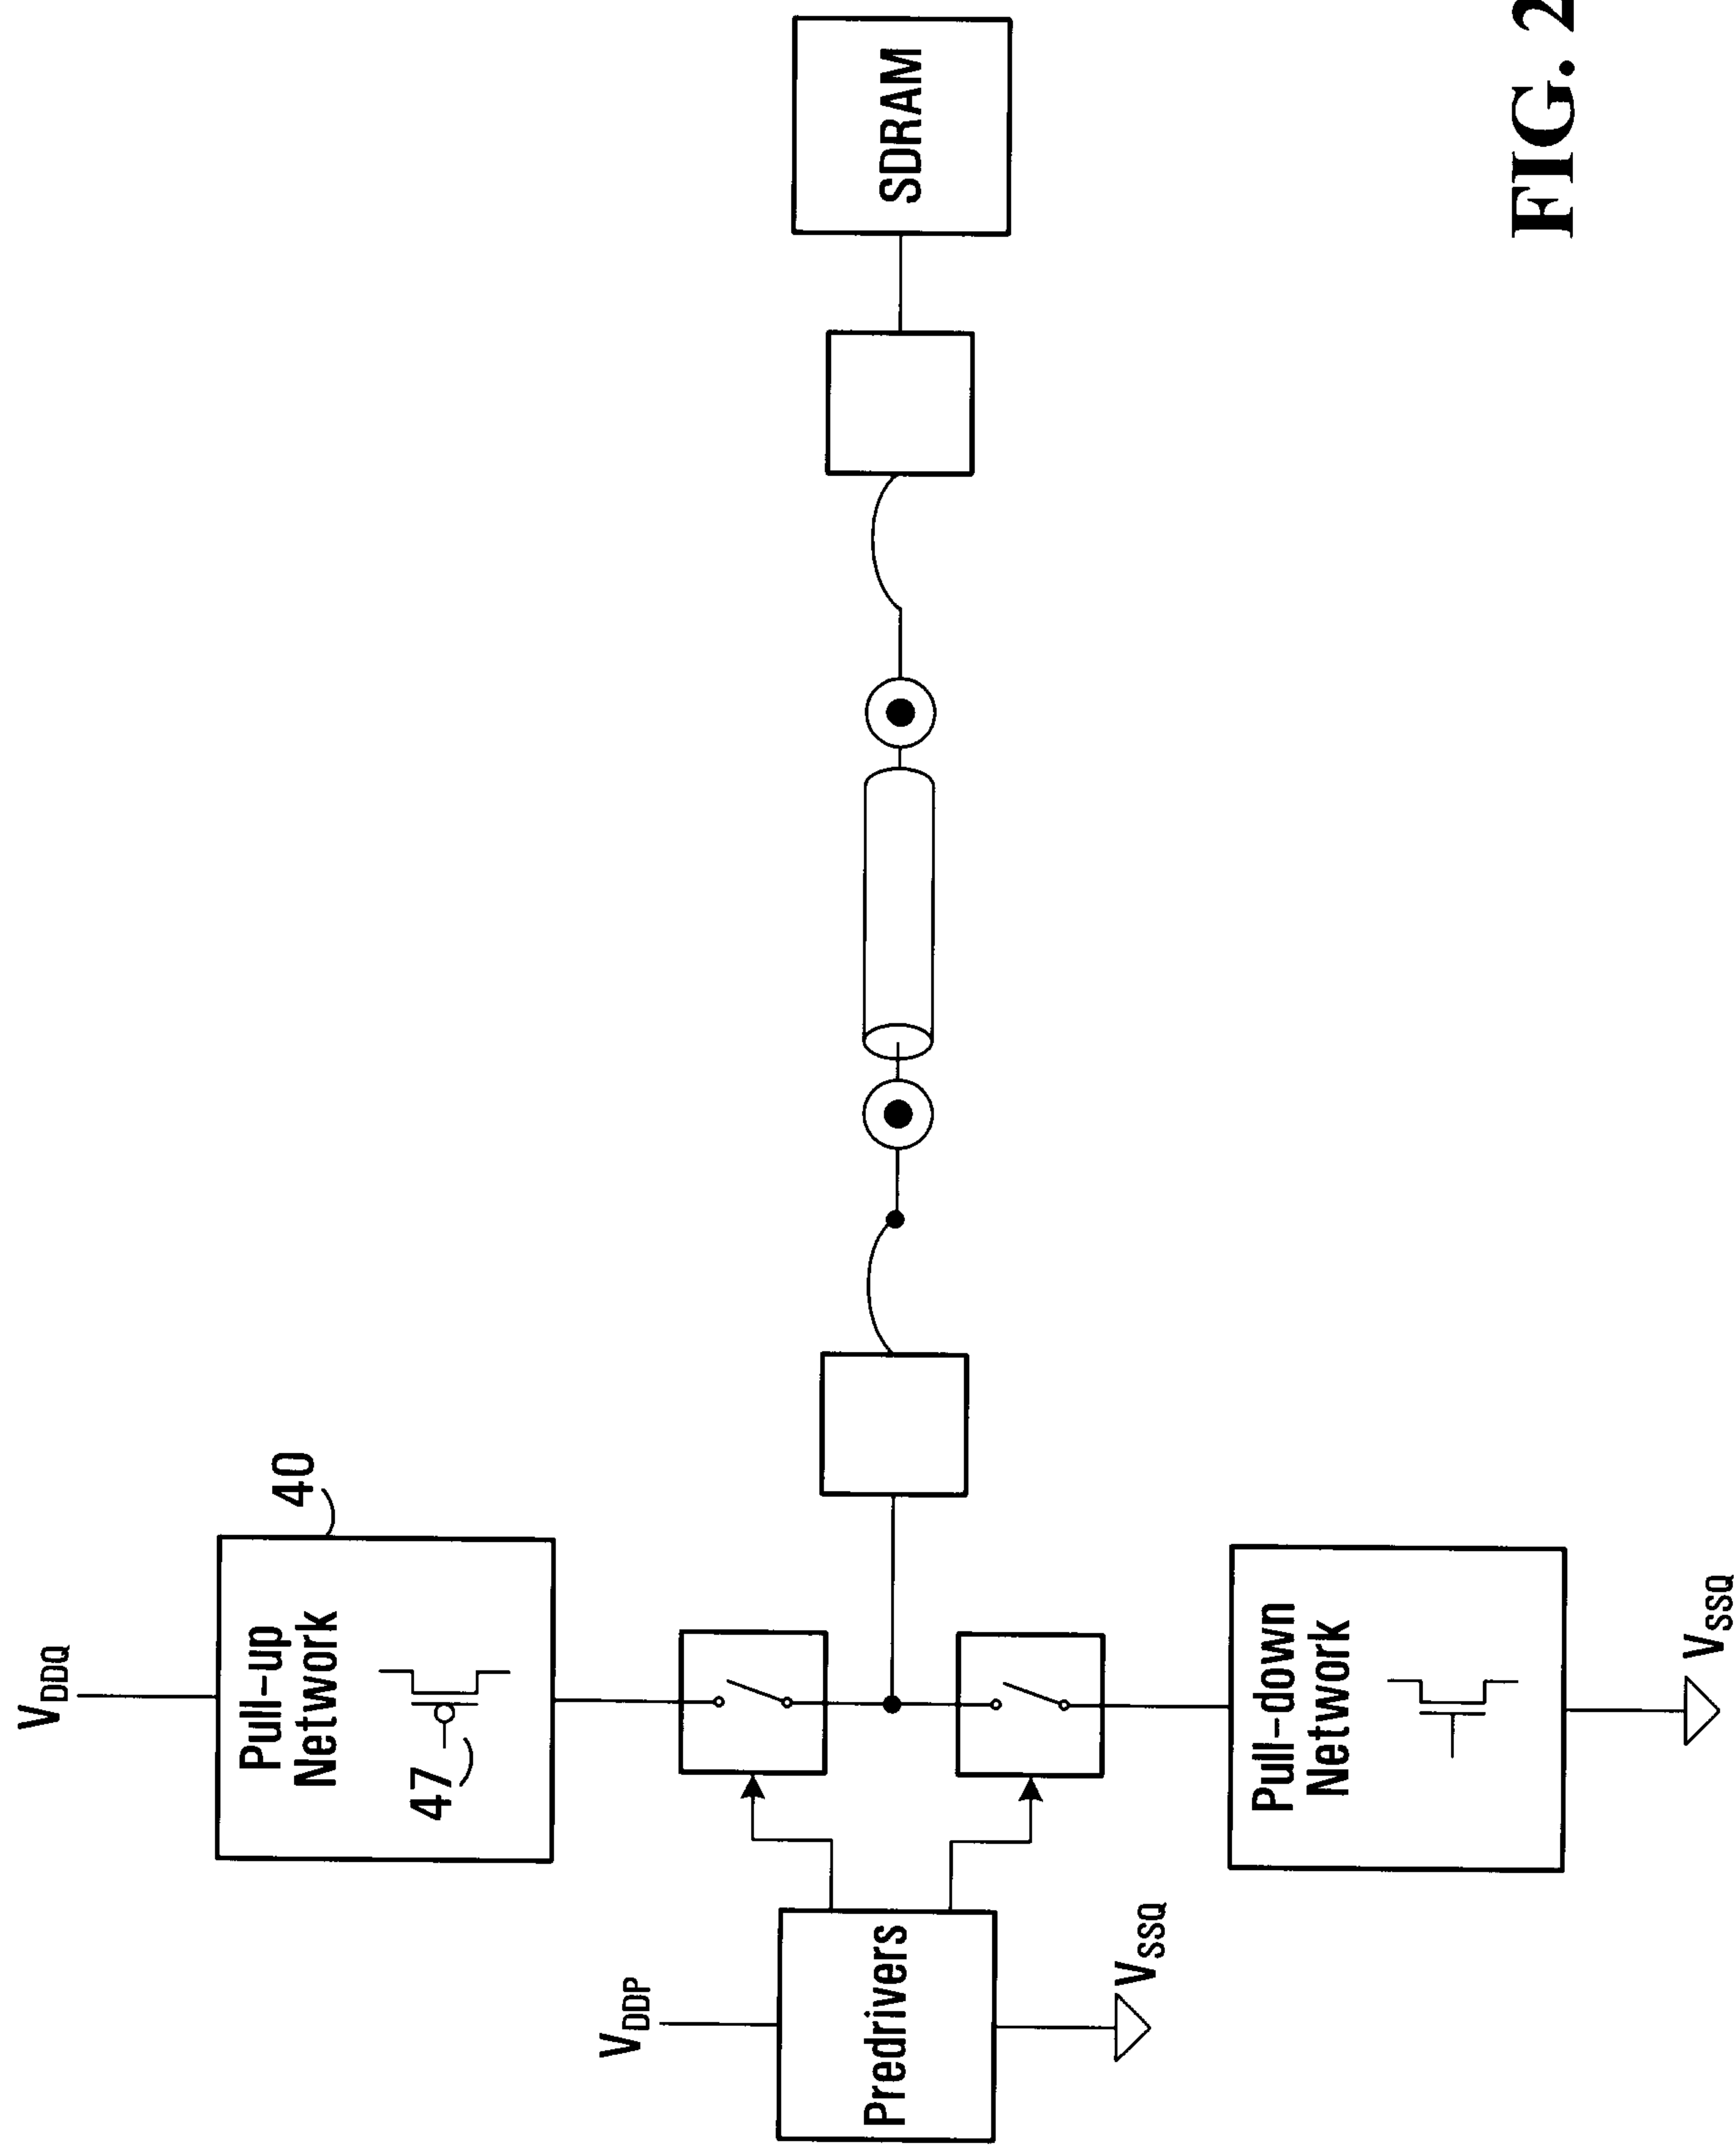 V_DDQ
40
Pull-up
Network
47
V_DDP
Predrivers
V_SSQ
SDRAM
Pull-down
Network
V_SSQ
FIG. 2